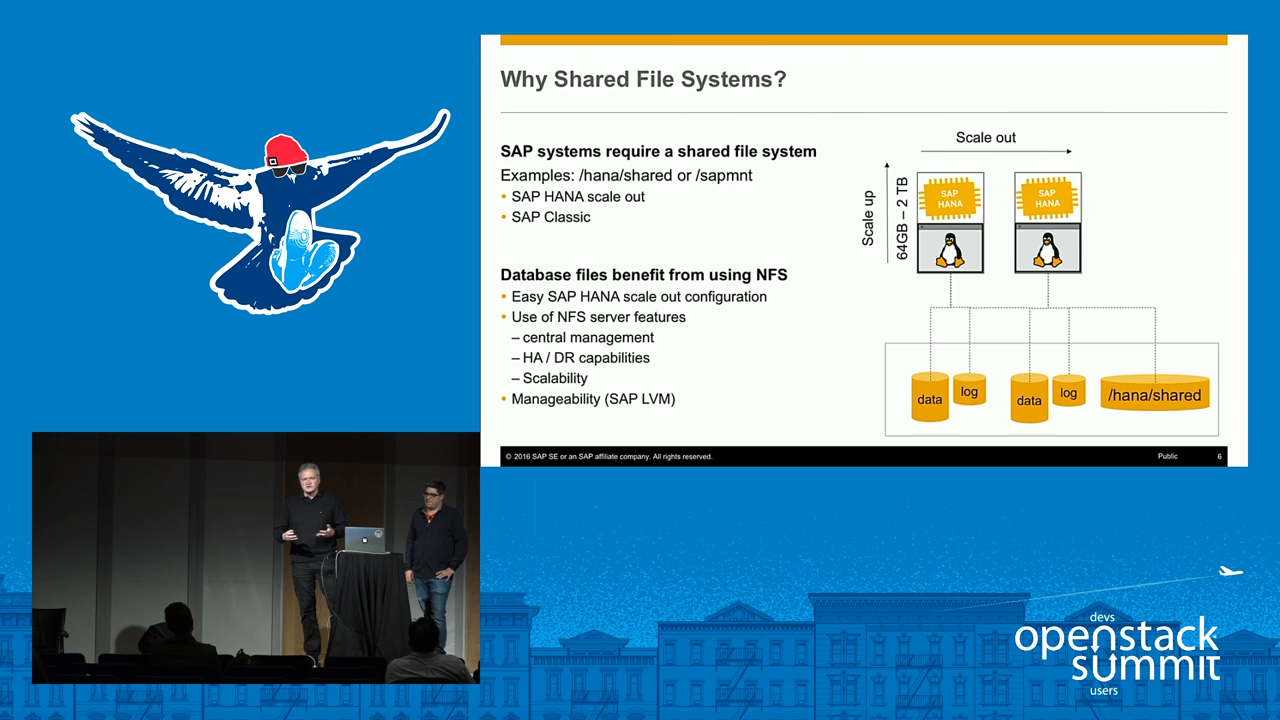 Why Shared File Systems?
SAP systems require a shared file system
Examples: /hana/shared or /sapmnt
• SAP HANA scale out
• SAP Classic
Database files benefit from using NFS
• Easy SAP HANA scale out configuration
• Use of NFS server features
– central management
– HA / DR capabilities
– Scalability
• Manageability (SAP LVM)
Scale out
Scale up
64GB – 2 TB
SAP
HANA
SAP
HANA
data
log
data
log
/hana/shared
© 2016 SAP SE or an SAP affiliate company. All rights reserved.
Public
6
devs
openstack
summit
users